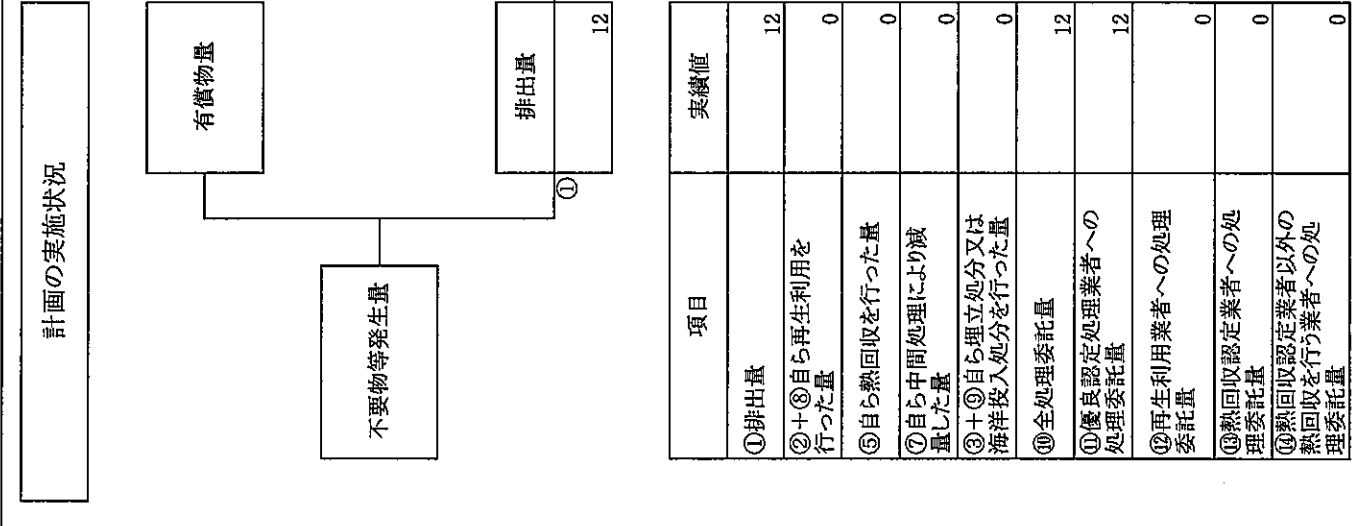 計画の実施状況
有償物量
不要物等発生量
①
排出量
12
項目
実績値
①排出量
12
②+⑧自ら再生利用を
行った量
0
⑤自ら熱回収を行った量
0
⑦自ら中間処理により減
量した量
0
③+⑨自ら埋立処分又は
海洋投入処分を行った量
0
⑩全処理委託量
12
⑪優良認定処理業者への
処理委託量
12
⑫再生利用業者への処理
委託量
0
⑬熱回収認定業者への処
理委託量
0
⑭熱回収認定業者以外の
熱回収を行う業者への処
理委託量
0